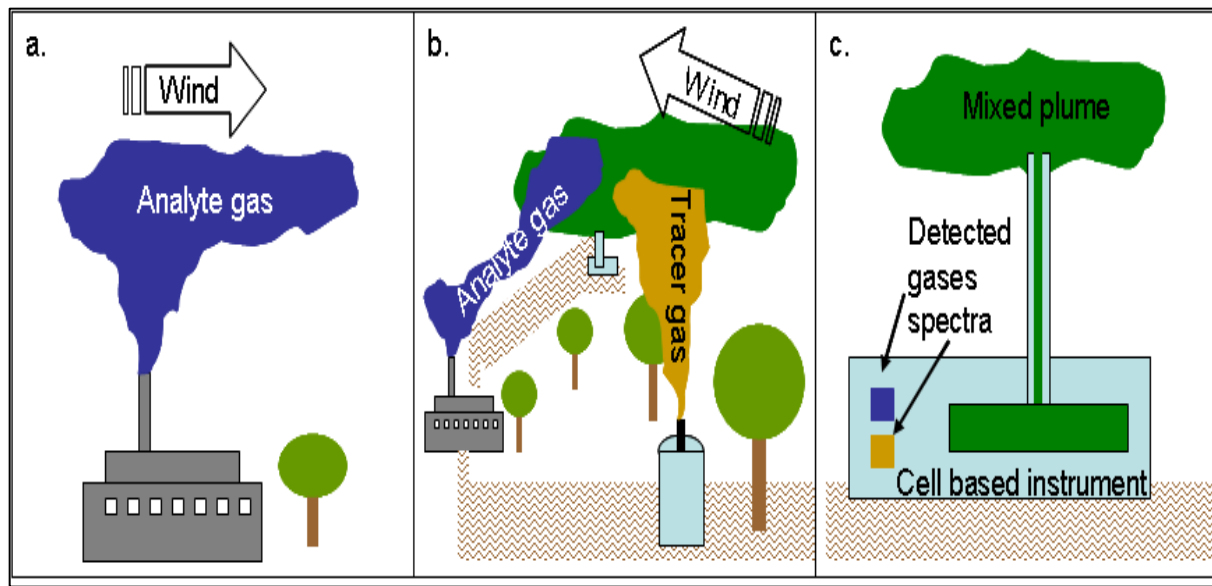 a.
Wind
Analyte gas
b.
Wind
Analyte gas
Tracer gas
c.
Mixed plume
Detected
gases
spectra
Cell based instrument